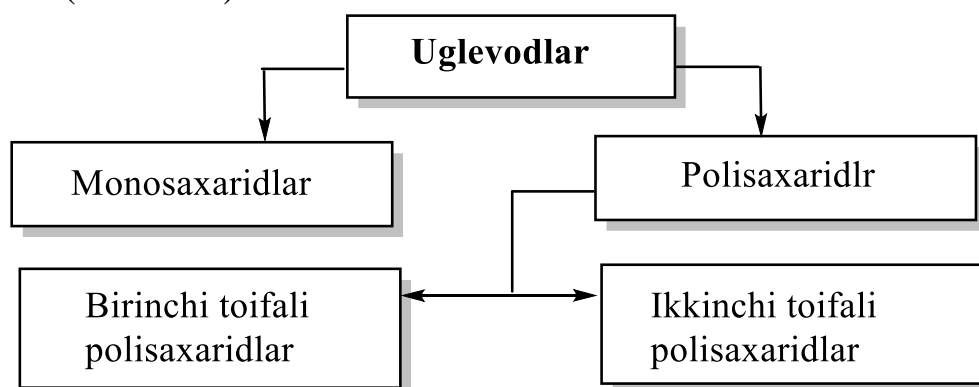 Uglevodlar
Monosaxaridlar
Polisaxaridlr
Birinchi toifali
polisaxaridlar
Ikkinchi toifali
polisaxaridlar